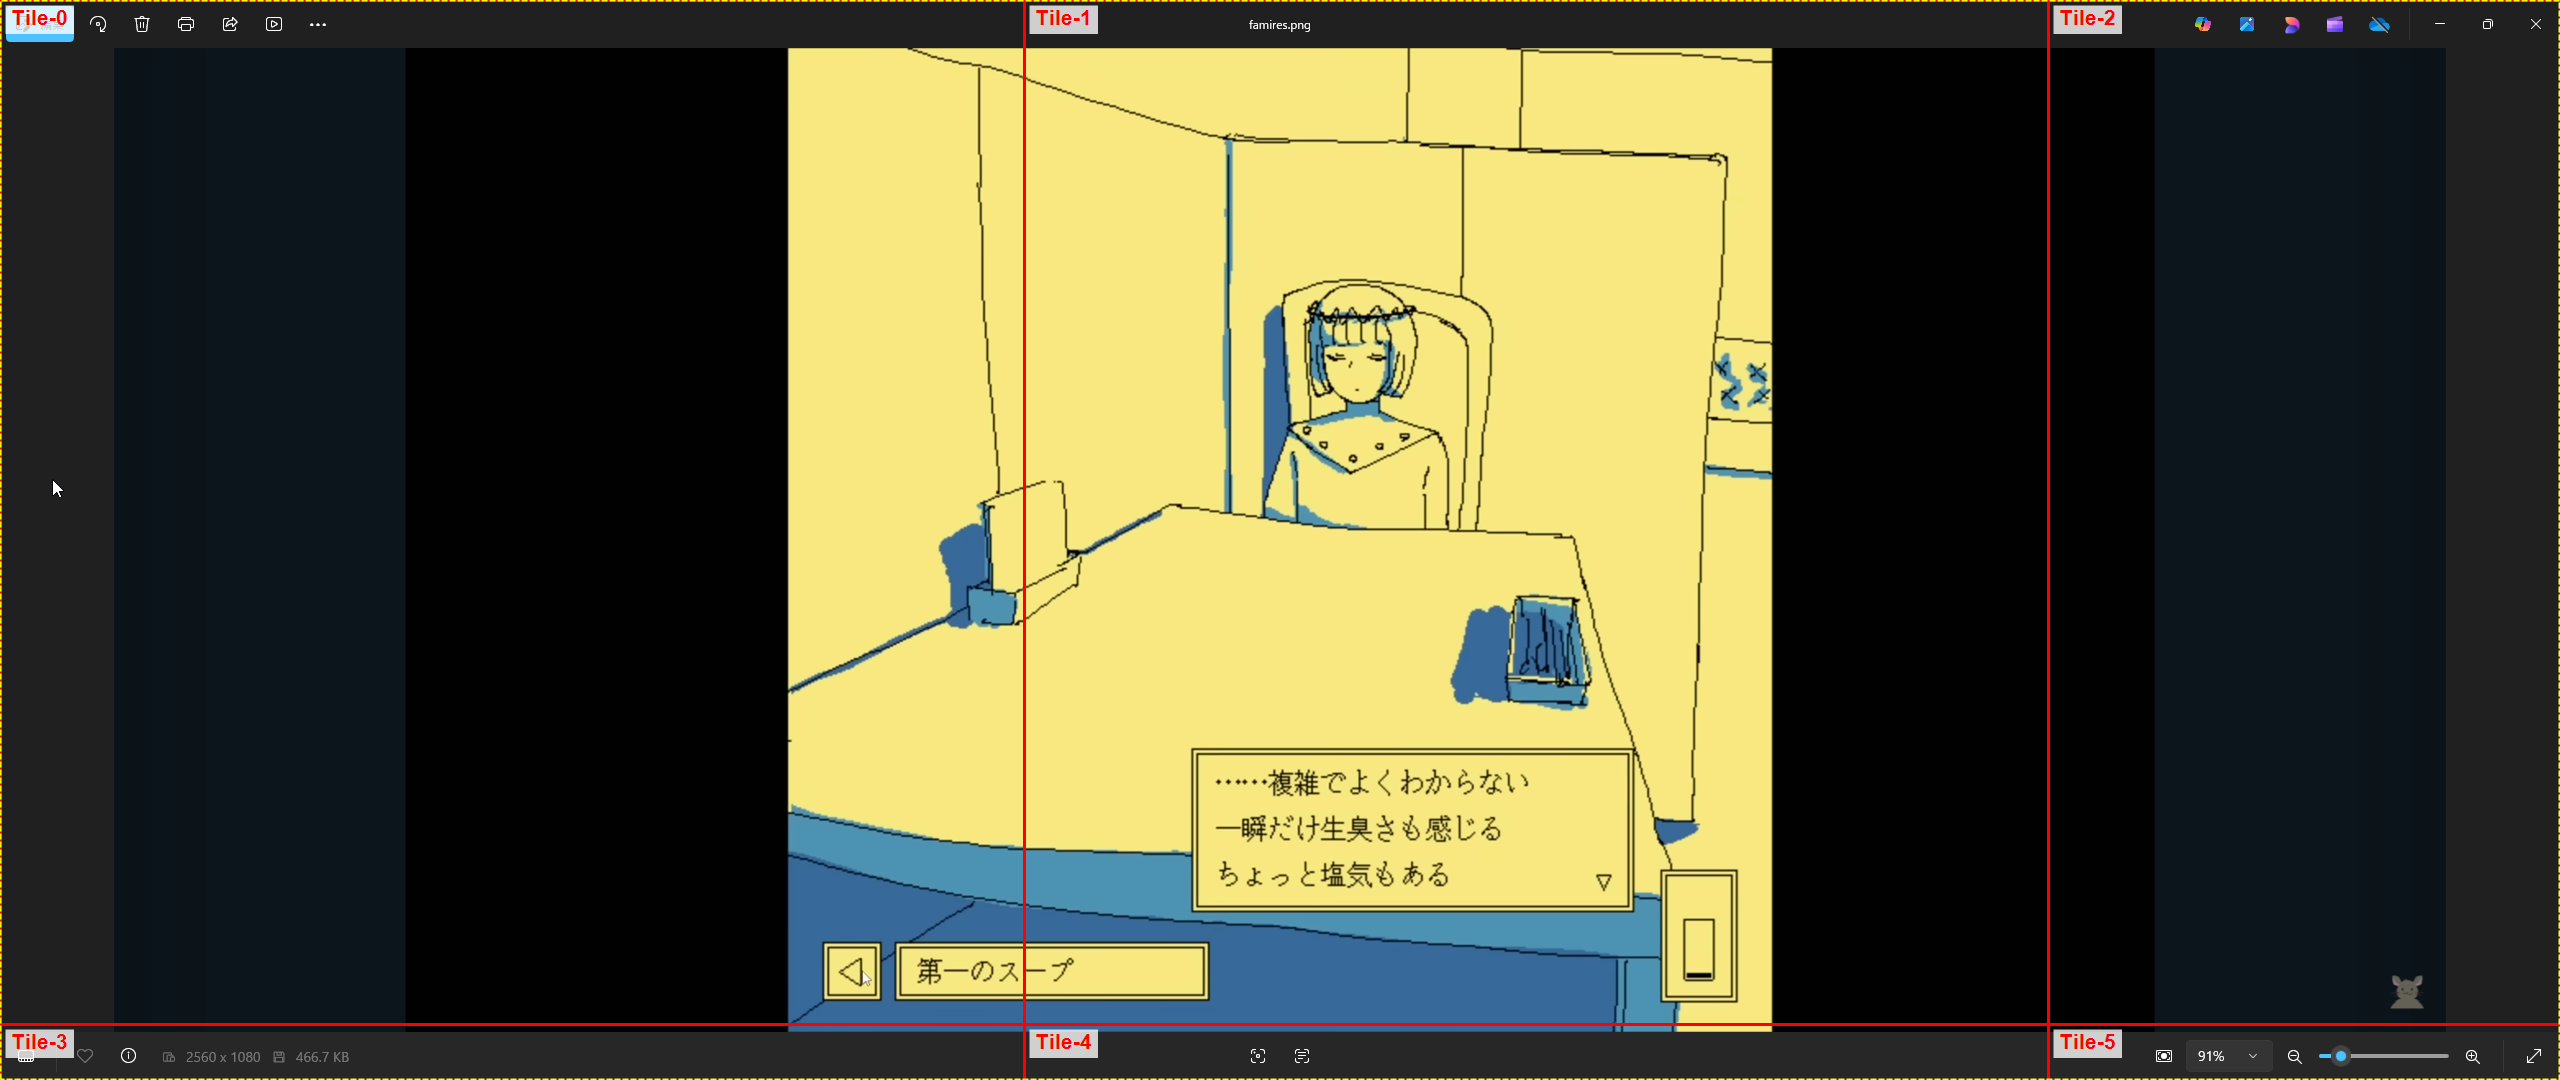 Tile-0
Tile-1
famires.png
Tile-2
……複雑でよくわからない
一瞬だけ生臭さも感じる
ちょっと塩気もある
第一のスープ
Tile-3
2560 x 1080
466.7 KB
Tile-4
Tile-5
91%